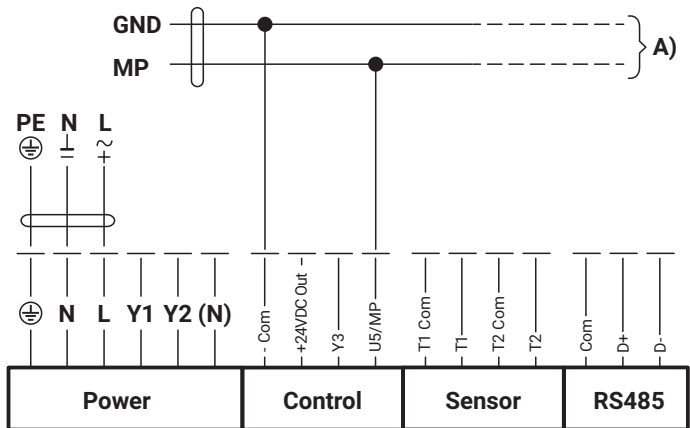 GND
MP
A)
PE N L
N L Y1 Y2 (N)
- Com
+24VDC Out -
Y3
U5/MP
T1 Com
T1
T2 Com
T2
Com
D+
D-
Power Control Sensor RS485